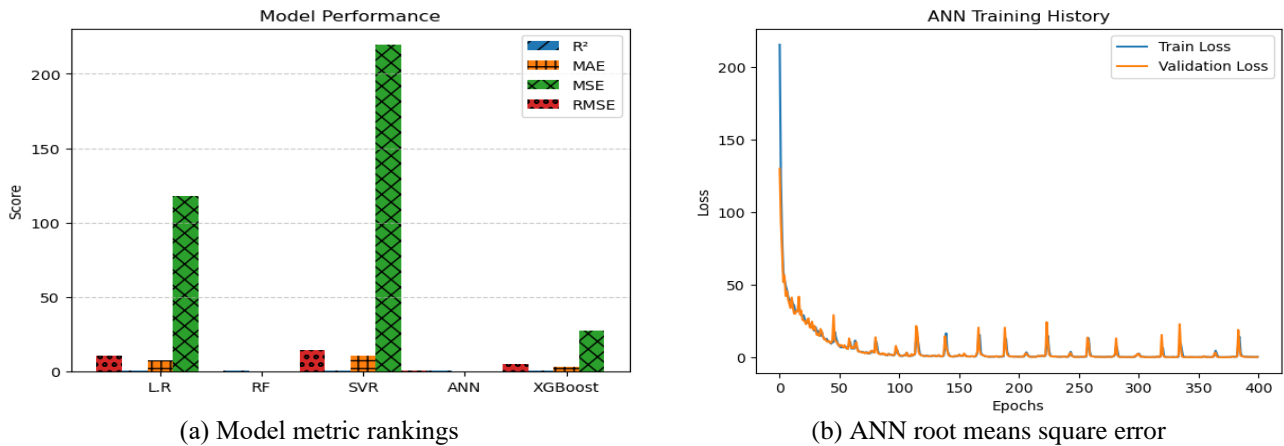 Model Performance
Score
200
150
100
50
0
R²
MAE
MSE
RMSE
L.R RF SVR ANN XGBoost
(a) Model metric rankings
ANN Training History
Loss
200
150
100
50
0
Train Loss
Validation Loss
0 50 100 150 200 250 300 350 400
Epochs
(b) ANN root means square error